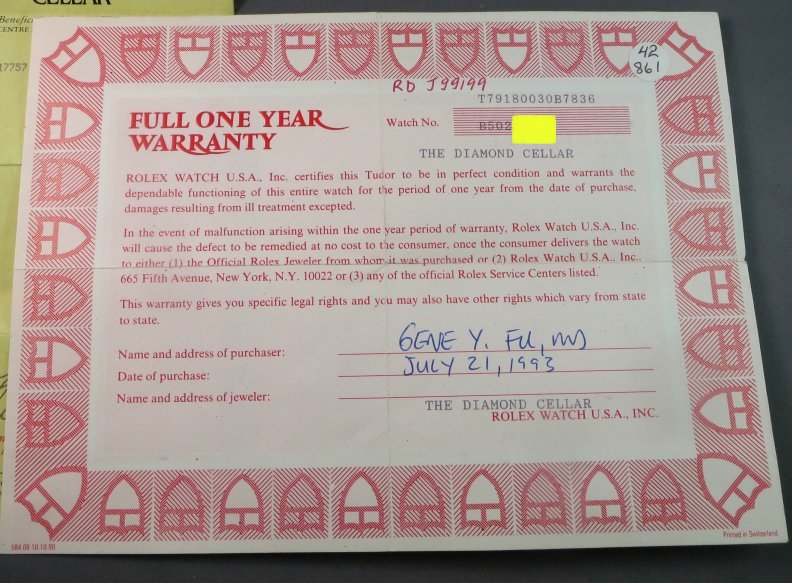 CELLAR
Benefic
CENTRE
17757
42
861
RD J99199
T79180030B7836
FULL ONE YEAR
WARRANTY
Watch No.
B502
THE DIAMOND CELLAR
ROLEX WATCH U.S.A., Inc. certifies this Tudor to be in perfect condition and warrants the
dependable functioning of this entire watch for the period of one year from the date of purchase,
damages resulting from ill treatment excepted.
In the event of malfunction arising within the one year period of warranty, Rolex Watch U.S.A., Inc.
will cause the defect to be remedied at no cost to the consumer, once the consumer delivers the watch
to either (1) the Official Rolex Jeweler from whom it was purchased or (2) Rolex Watch U.S.A., Inc.,
665 Fifth Avenue, New York, N.Y. 10022 or (3) any of the official Rolex Service Centers listed.
This warranty gives you specific legal rights and you may also have other rights which vary from state
to state.
Name and address of purchaser: GENE Y. FU, MD
Date of purchase: JULY 21, 1993
Name and address of jeweler: THE DIAMOND CELLAR
ROLEX WATCH U.S.A., INC.
564.08.10.10.90
Printed in Switzerland